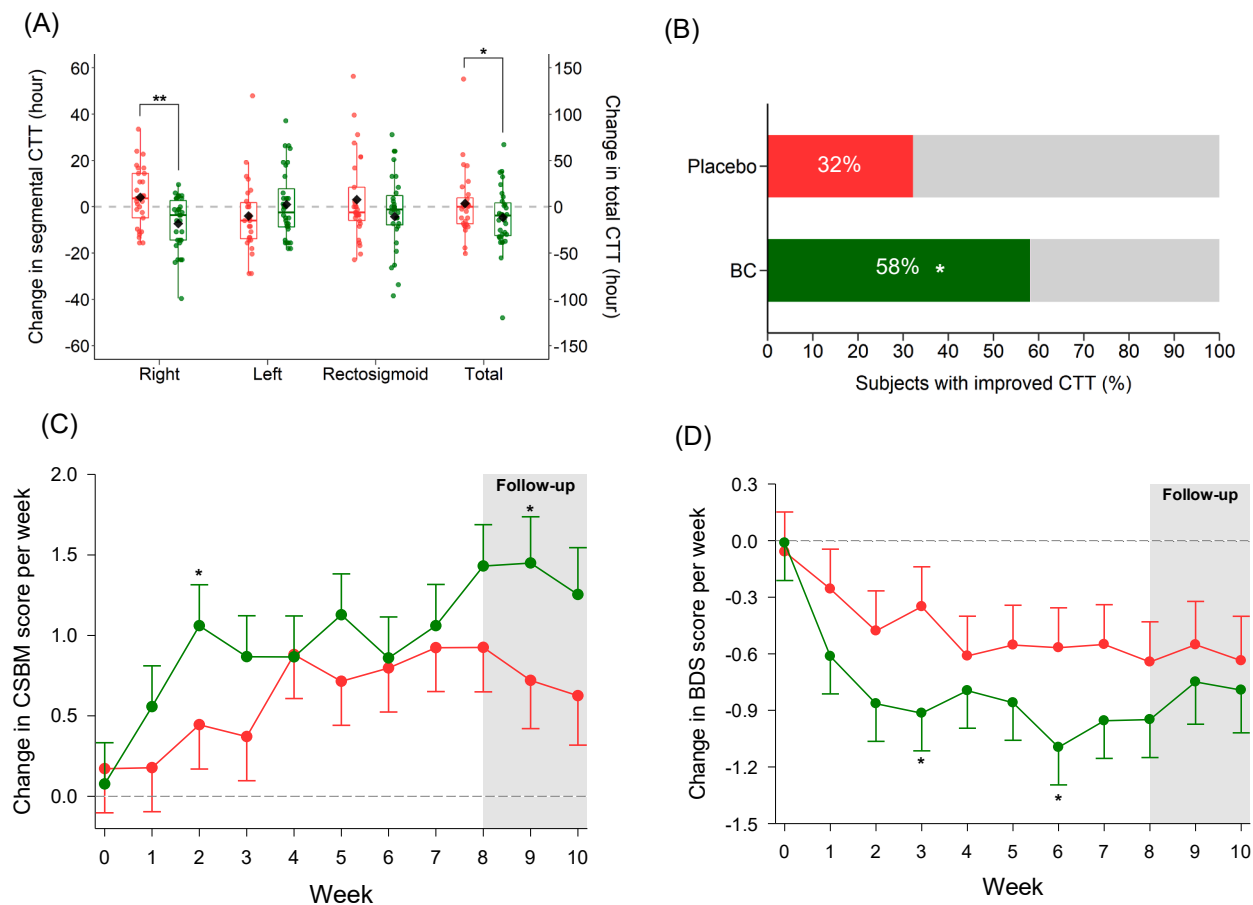 (A)
Change in segmental CTT (hour)
60
40
20
0
-20
-40
-60
**
*
150
100
50
0
-50
-100
-150
Change in total CTT (hour)
Right
Left
Rectosigmoid
Total
(B)
Placebo
32%
BC
58% *
0 10 20 30 40 50 60 70 80 90 100
Subjects with improved CTT (%)
(C)
Change in CSBM score per week
2.0
1.5
1.0
0.5
0.0
Follow-up
*
*
0 1 2 3 4 5 6 7 8 9 10
Week
(D)
Change in BDS score per week
0.3
0.0
-0.3
-0.6
-0.9
-1.2
-1.5
Follow-up
*
*
0 1 2 3 4 5 6 7 8 9 10
Week